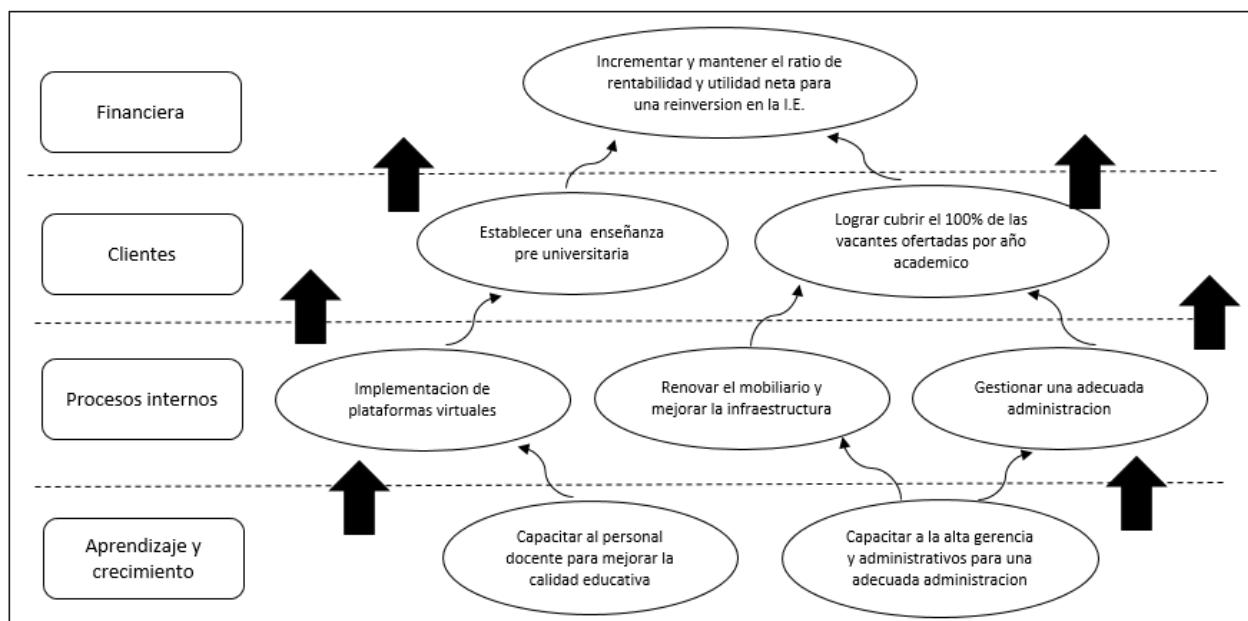 Financiera
Incrementar y mantener el ratio de
rentabilidad y utilidad neta para
una reinversion en la I.E.
Clientes
Establecer una enseñanza
pre universitaria
Lograr cubrir el 100% de las
vacantes ofertadas por año
academico
Procesos internos
Implementacion de
plataformas virtuales
Renovar el mobiliario y
mejorar la infraestructura
Gestionar una adecuada
administracion
Aprendizaje y
crecimiento
Capacitar al personal
docente para mejorar la
calidad educativa
Capacitar a la alta gerencia
y administrativos para una
adecuada administracion